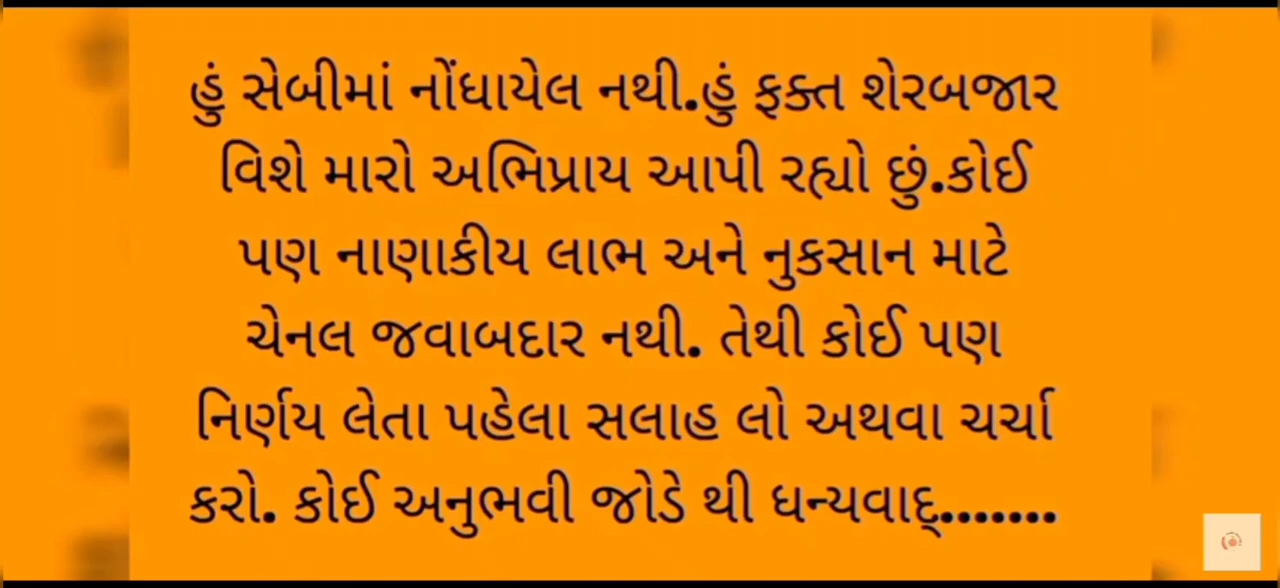 હું સેબીમાં નોંધાયેલ નથી.હું ફક્ત શેરબજાર
વિશે મારો અભિપ્રાય આપી રહ્યો છું.કોઈ
પણ નાણાકીય લાભ અને નુકસાન માટે
ચેનલ જવાબદાર નથી. તેથી કોઈ પણ
નિર્ણય લેતા પહેલા સલાહ લો અથવા ચર્ચા
કરો. કોઈ અનુભવી જોડે થી ધન્યવાદ્.......